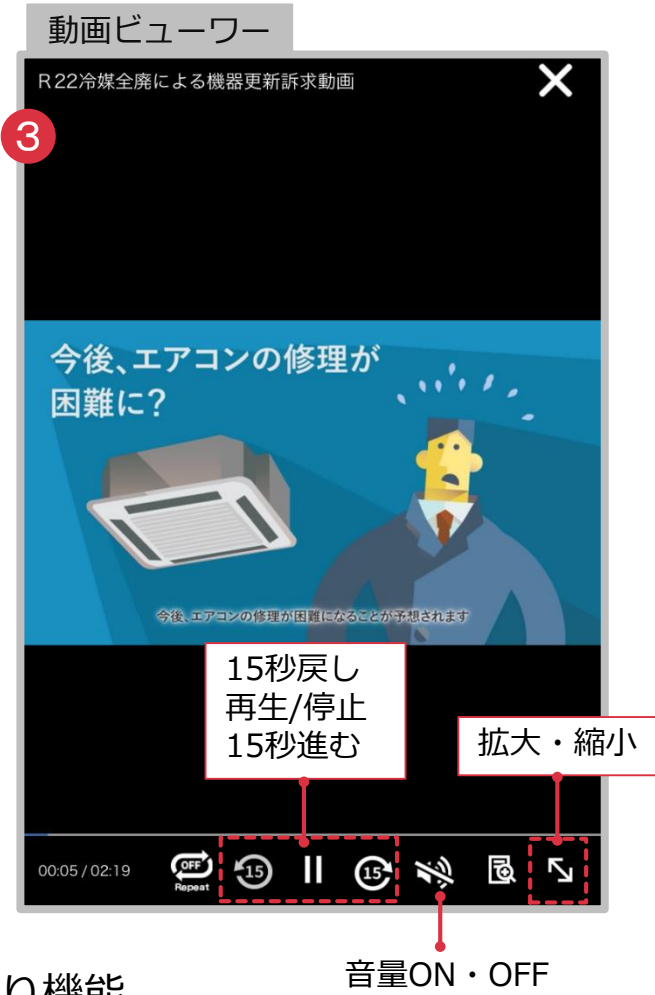 動画ビューワー
R22冷媒全廃による機器更新訴求動画
3
今後、エアコンの修理が
困難に?
今後、エアコンの修理が困難になることが予想されます
15秒戻し
再生/停止
15秒進む
拡大・縮小
00:05 / 02:19
OFF
Repeat
15
15
音量ON・OFF
り機能